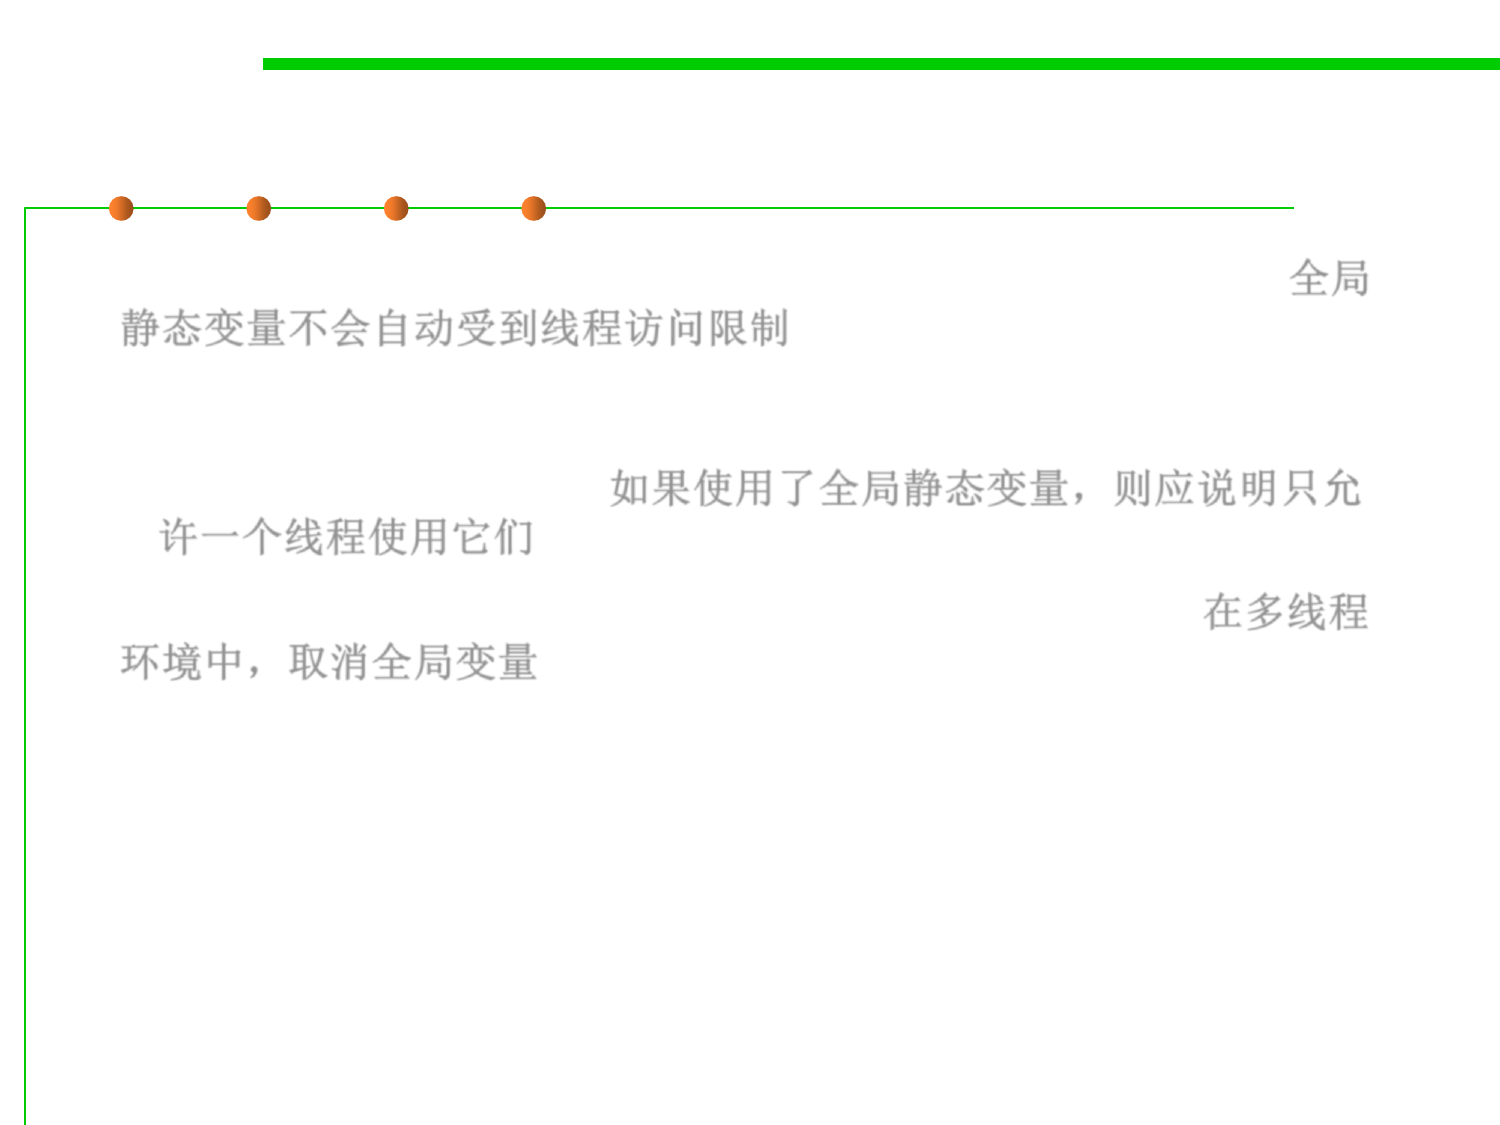 全局
静态变量不会自动受到线程访问限制
如果使用了全局静态变量，则应说明只允
许一个线程使用它们
在多线程
环境中，取消全局变量